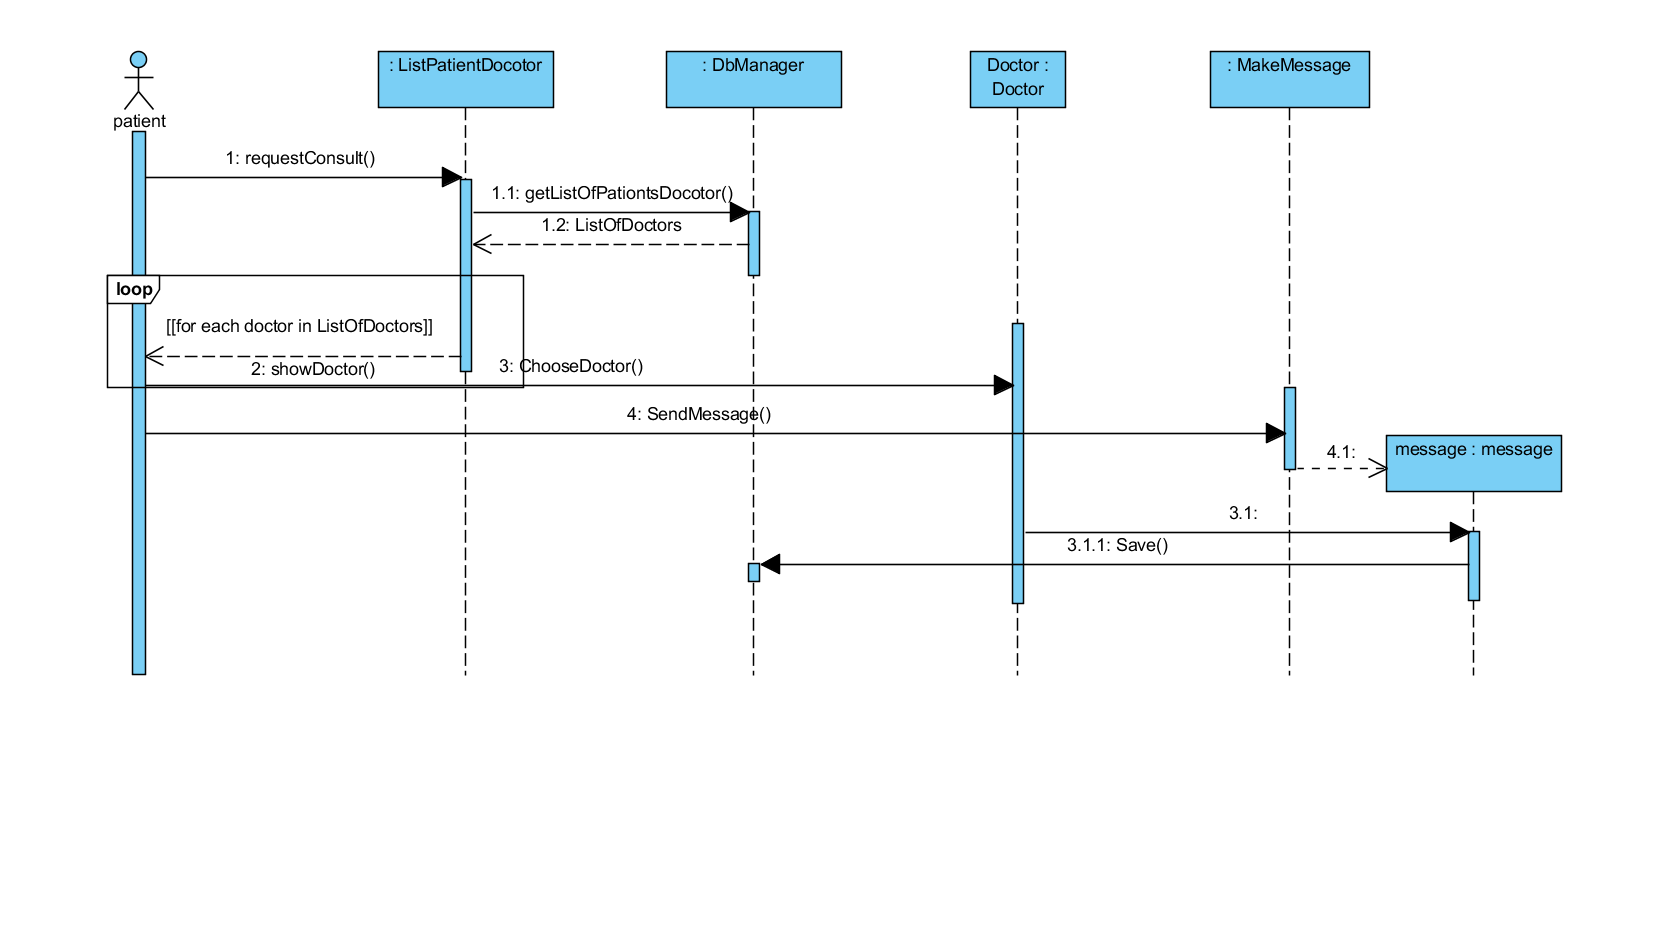 patient
: ListPatientDocotor
: DbManager
Doctor :
Doctor
: MakeMessage
1: requestConsult()
1.1: getListOfPationtsDocotor()
1.2: ListOfDoctors
loop
[[for each doctor in ListOfDoctors]]
2: showDoctor()
3: ChooseDoctor()
4: SendMessage()
4.1:
message : message
3.1:
3.1.1: Save()